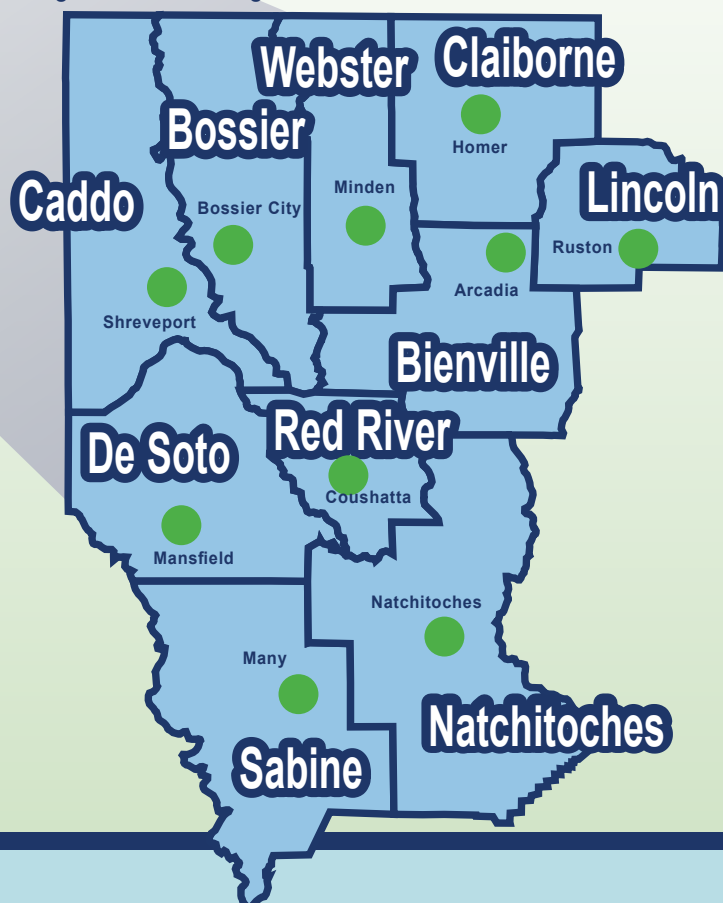 Webster
Claiborne
Bossier
Homer
Caddo
Bossier City
Minden
Lincoln
Ruston
Arcadia
Shreveport
Bienville
De Soto
Red River
Coushatta
Mansfield
Natchitoches
Many
Natchitoches
Sabine